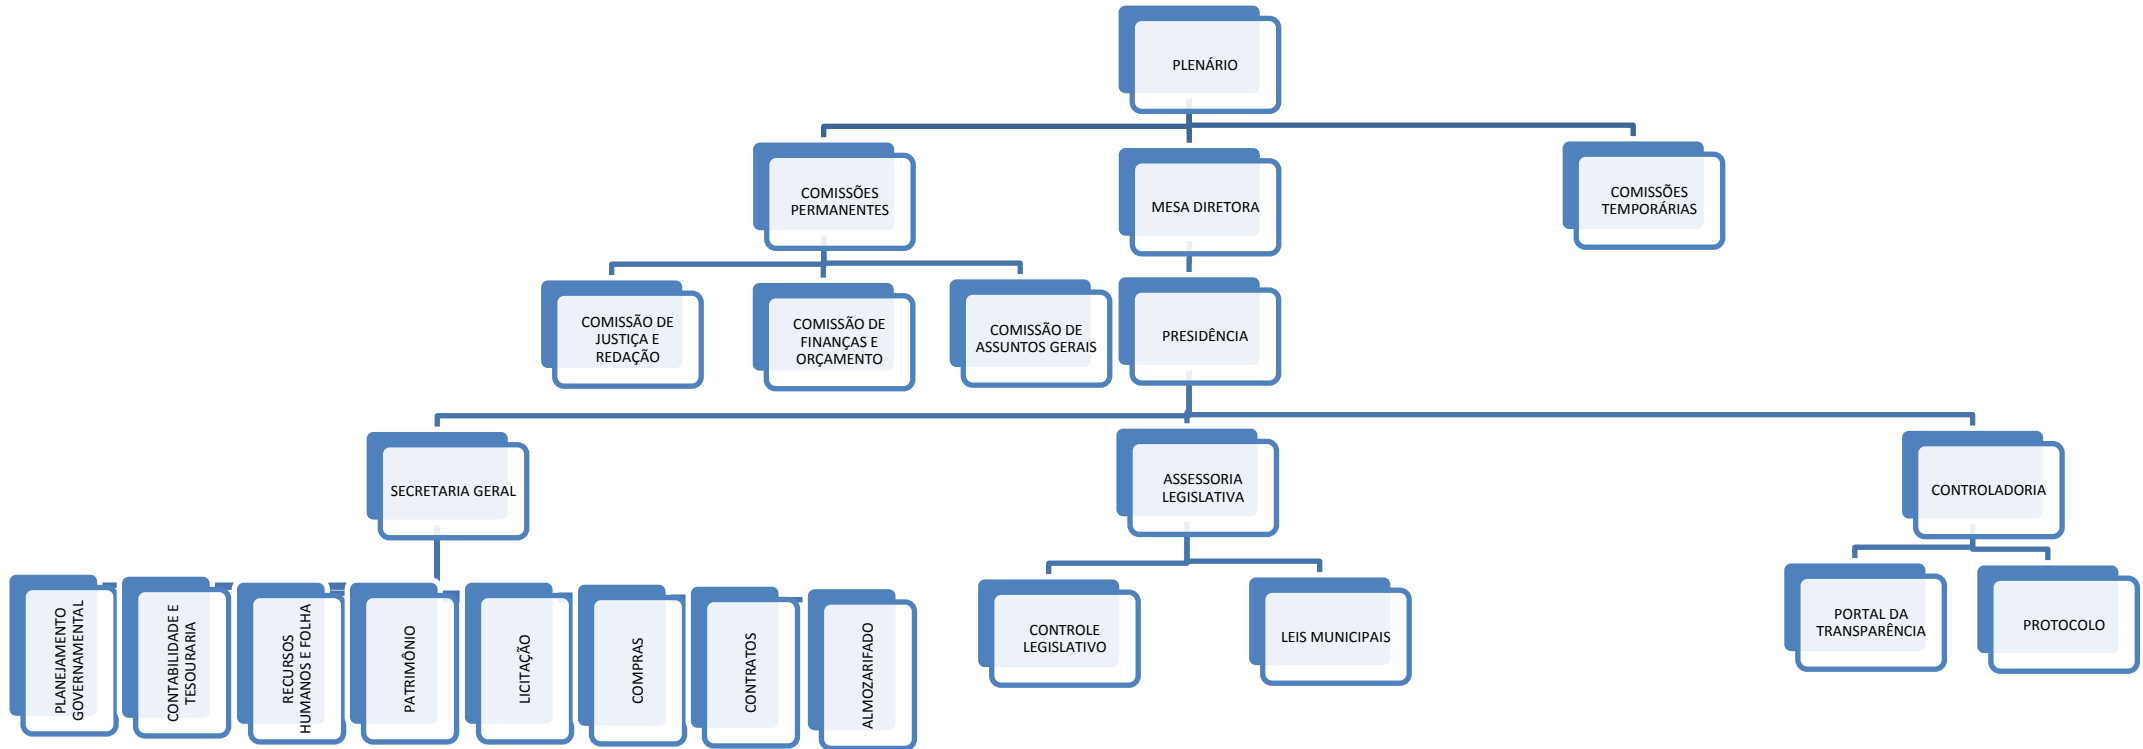 PLENÁRIO
COMISSÕES
PERMANENTES
MESA DIRETORA
COMISSÕES
TEMPORÁRIAS
COMISSÃO DE
JUSTIÇA E
REDAÇÃO
COMISSÃO DE
FINANÇAS E
ORÇAMENTO
COMISSÃO DE
ASSUNTOS GERAIS
PRESIDÊNCIA
SECRETARIA GERAL
ASSESSORIA
LEGISLATIVA
CONTROLADORIA
PLANEJAMENTO
GOVERNAMENTAL
CONTABILIDADE E
TESOURARIA
RECURSOS
HUMANOS E FOLHA
PATRIMÔNIO
LICITAÇÃO
COMPRAS
CONTRATOS
ALMOZARIFADO
CONTROLE
LEGISLATIVO
LEIS MUNICIPAIS
PORTAL DA
TRANSPARÊNCIA
PROTOCOLO